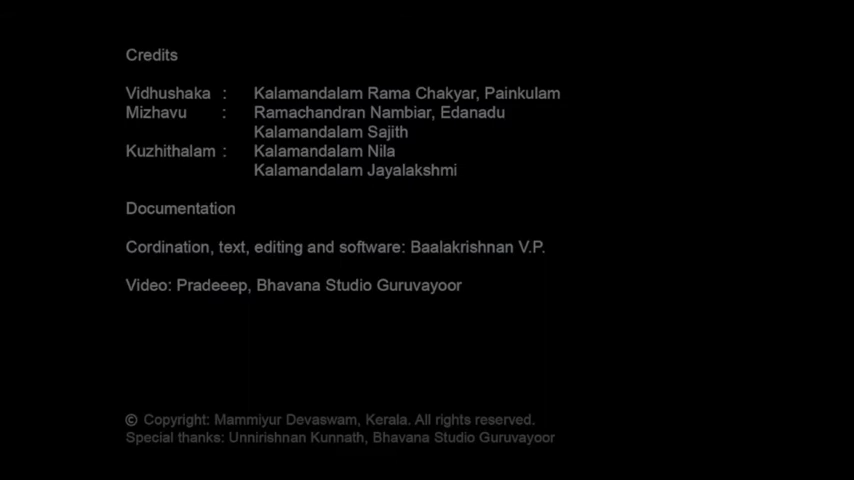 Credits
Vidhushaka : Kalamandalam Rama Chakyar, Painkulam
Mizhavu : Ramachandran Nambiar, Edanadu
Kalamandalam Sajith
Kuzhithalam : Kalamandalam Nila
Kalamandalam Jayalakshmi
Documentation
Cordination, text, editing and software: Baalakrishnan V.P.
Video: Pradeeep, Bhavana Studio Guruvayoor
© Copyright: Mammiyur Devaswam, Kerala. All rights reserved.
Special thanks: Unnirishnan Kunnath, Bhavana Studio Guruvayoor